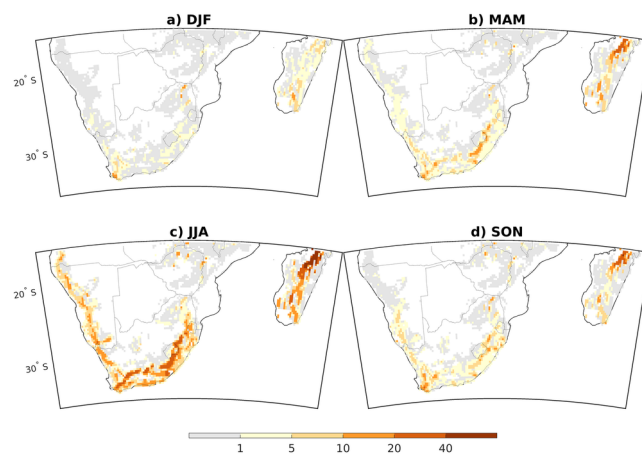 a) DJF
b) MAM
20° S
30° S
c) JJA
d) SON
20° S
30° S
1 5 10 20 40